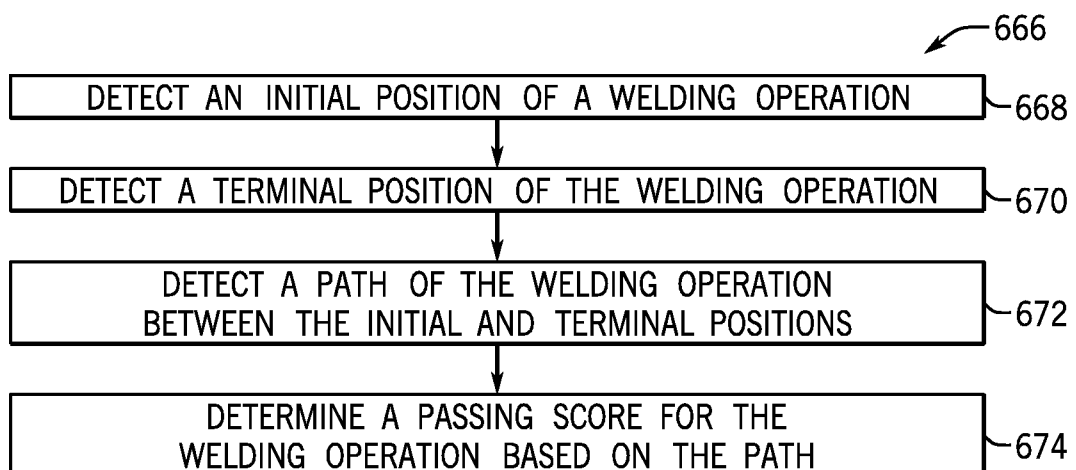 666
DETECT AN INITIAL POSITION OF A WELDING OPERATION
668
DETECT A TERMINAL POSITION OF THE WELDING OPERATION
670
DETECT A PATH OF THE WELDING OPERATION
BETWEEN THE INITIAL AND TERMINAL POSITIONS
672
DETERMINE A PASSING SCORE FOR THE
WELDING OPERATION BASED ON THE PATH
674